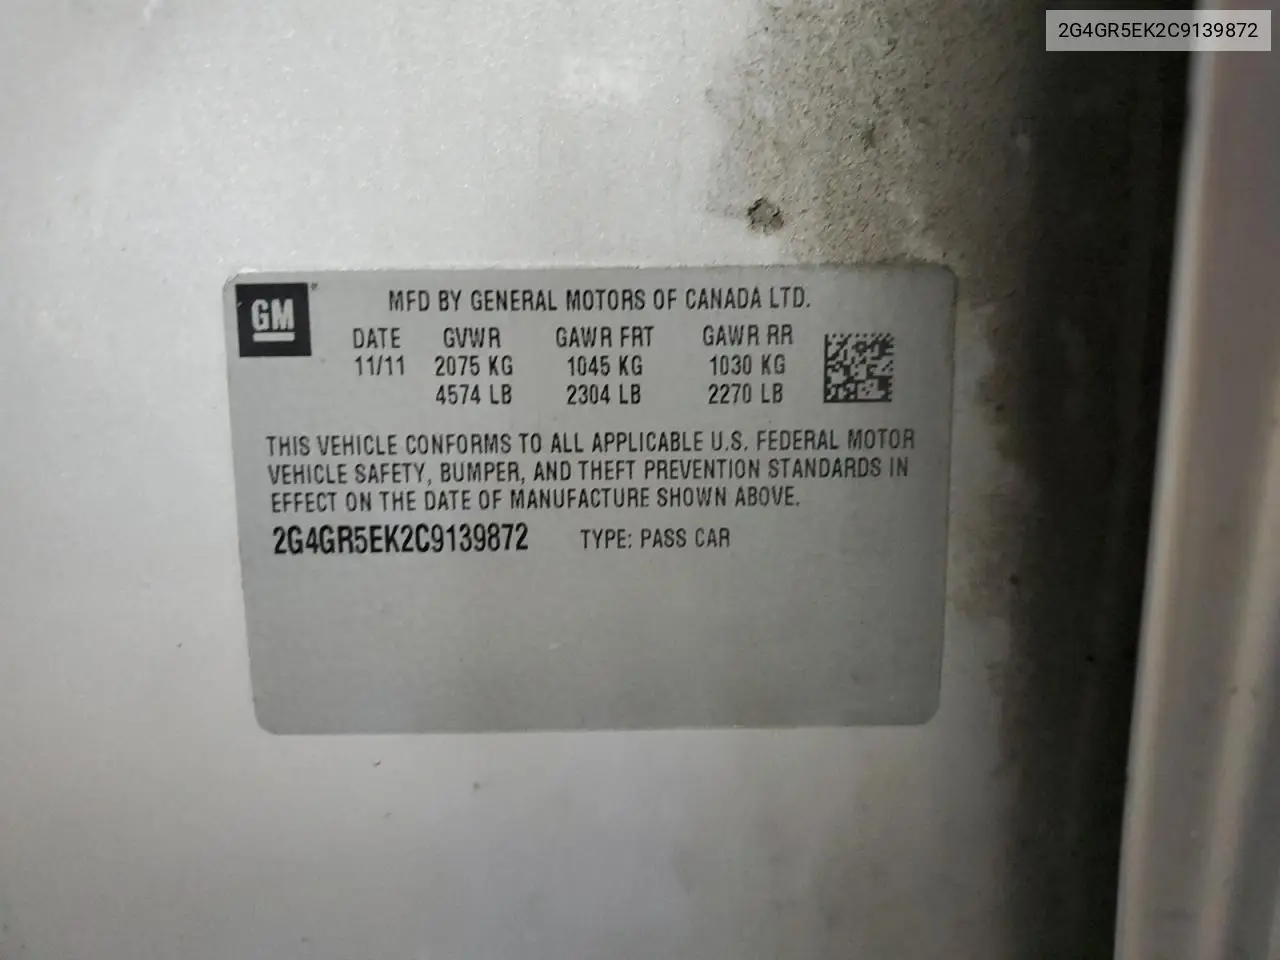 2G4GR5EK2C9139872
GM
MFD BY GENERAL MOTORS OF CANADA LTD.
DATE GVWR GAWR FRT GAWR RR
11/11 2075 KG 1045 KG 1030 KG
4574 LB 2304 LB 2270 LB
THIS VEHICLE CONFORMS TO ALL APPLICABLE U.S. FEDERAL MOTOR
VEHICLE SAFETY, BUMPER, AND THEFT PREVENTION STANDARDS IN
EFFECT ON THE DATE OF MANUFACTURE SHOWN ABOVE.
2G4GR5EK2C9139872 TYPE: PASS CAR